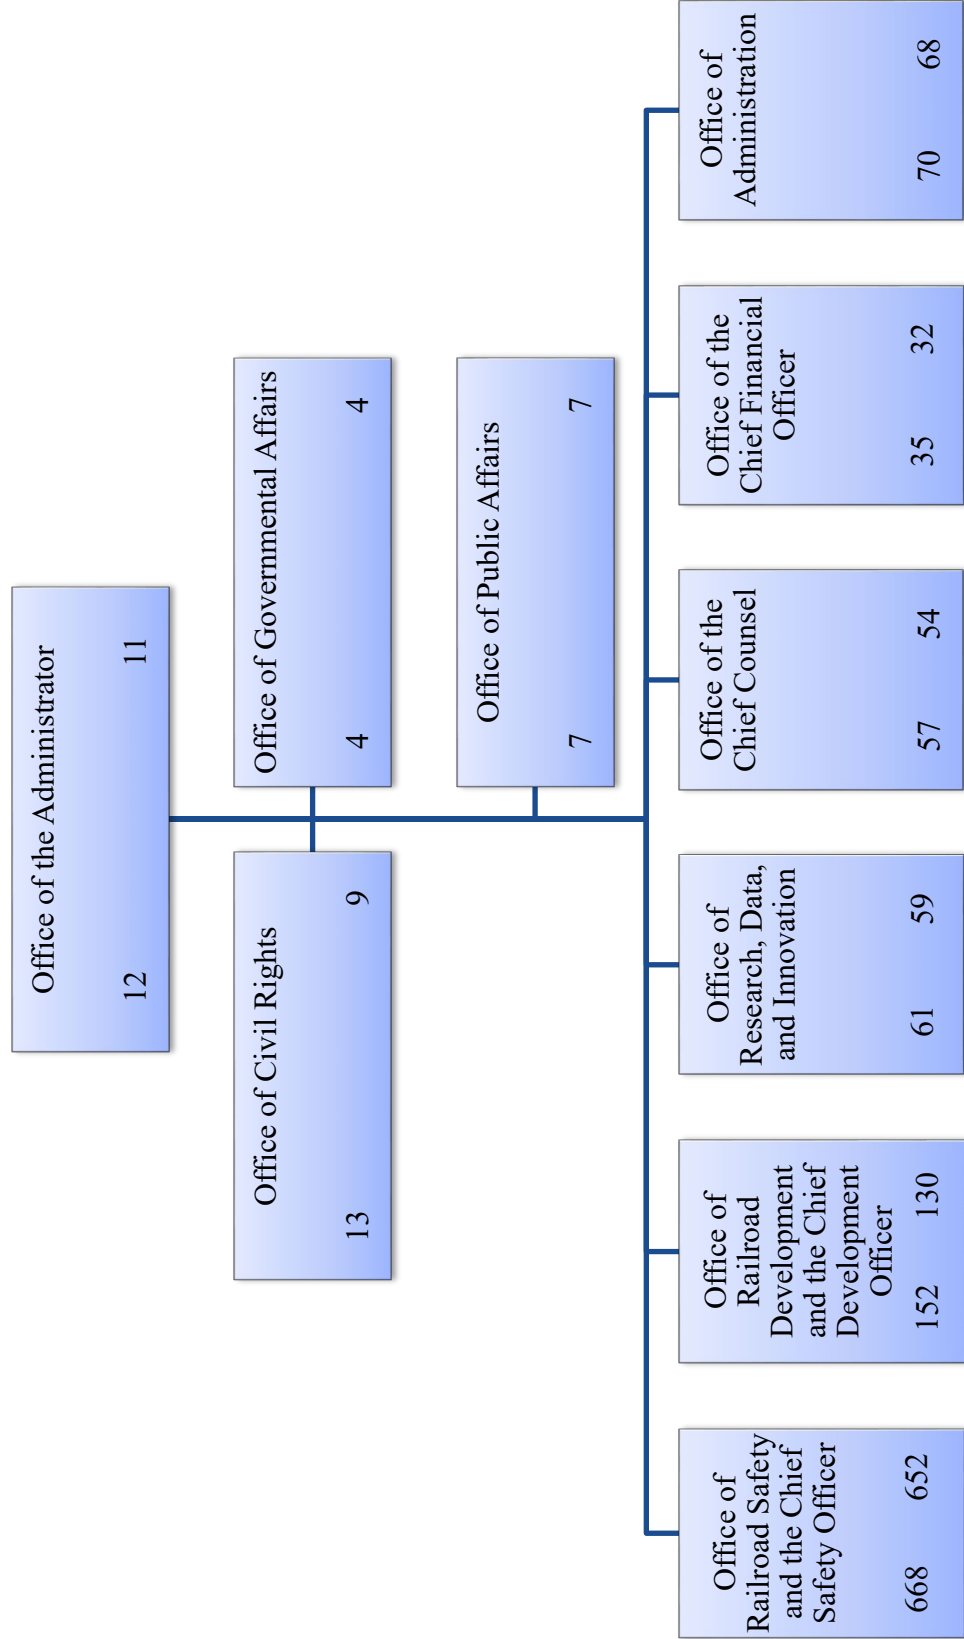 Office of the Administrator
12 11
Office of Civil Rights
13 9
Office of Governmental Affairs
4 4
Office of Public Affairs
7 7
Office of
Railroad Safety
and the Chief
Safety Officer
668 652
Office of
Railroad
Development
and the Chief
Development
Officer
152 130
Office of
Research, Data,
and Innovation
61 59
Office of the
Chief Counsel
57 54
Office of the
Chief Financial
Officer
35 32
Office of
Administration
70 68